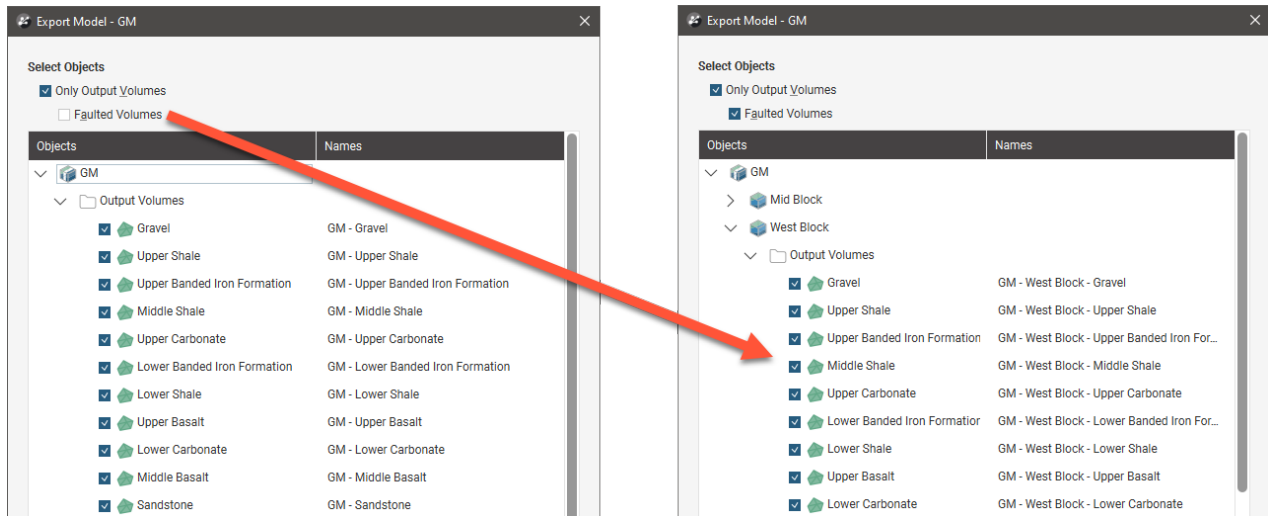 Export Model - GM
Select Objects
Only Output Volumes
Faulted Volumes
Objects Names
GM
Output Volumes
Gravel GM - Gravel
Upper Shale GM - Upper Shale
Upper Banded Iron Formation GM - Upper Banded Iron Formation
Middle Shale GM - Middle Shale
Upper Carbonate GM - Upper Carbonate
Lower Banded Iron Formation GM - Lower Banded Iron Formation
Lower Shale GM - Lower Shale
Upper Basalt GM - Upper Basalt
Lower Carbonate GM - Lower Carbonate
Middle Basalt GM - Middle Basalt
Sandstone GM - Sandstone
Export Model - GM
Select Objects
Only Output Volumes
Faulted Volumes
Objects Names
GM
Mid Block
West Block
Output Volumes
Gravel GM - West Block - Gravel
Upper Shale GM - West Block - Upper Shale
Upper Banded Iron Formation GM - West Block - Upper Banded Iron For...
Middle Shale GM - West Block - Middle Shale
Upper Carbonate GM - West Block - Upper Carbonate
Lower Banded Iron Formatior GM - West Block - Lower Banded Iron For...
Lower Shale GM - West Block - Lower Shale
Upper Basalt GM - West Block - Upper Basalt
Lower Carbonate GM - West Block - Lower Carbonate